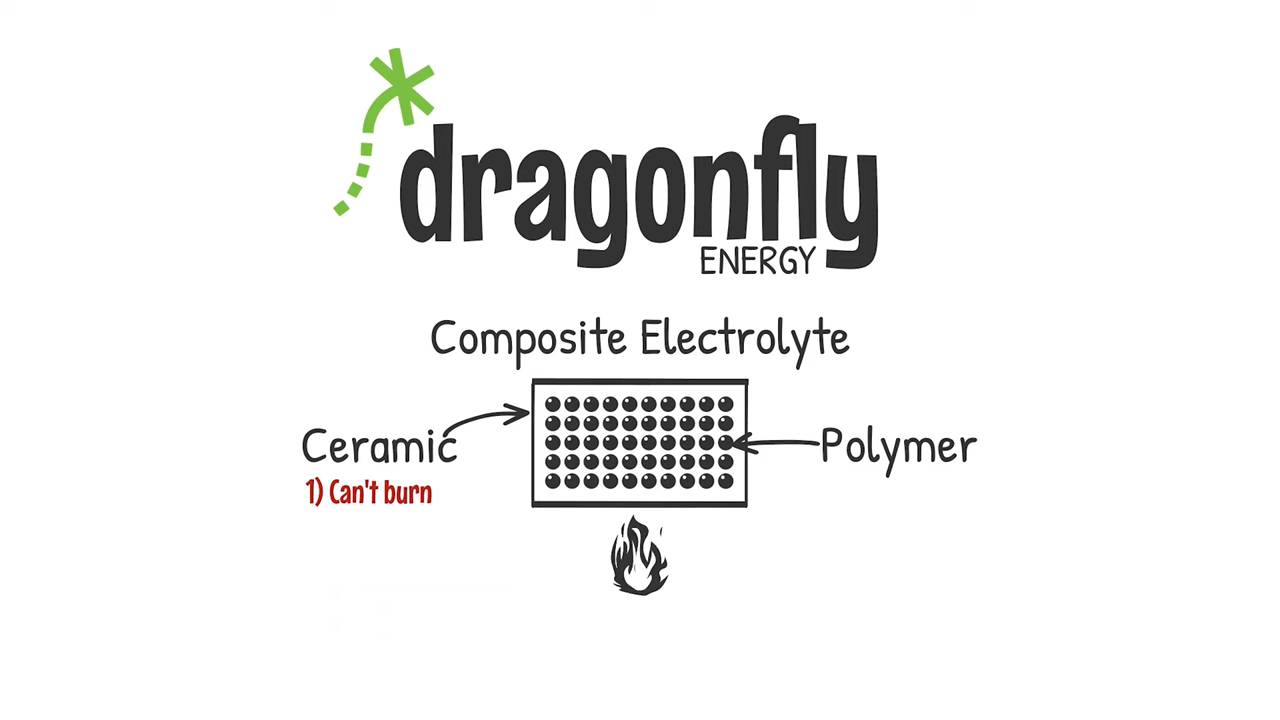 dragonfly
ENERGY
Composite Electrolyte
Ceramic
Polymer
1) Can't burn